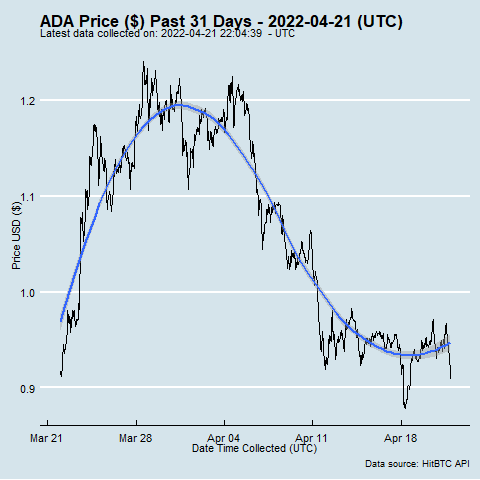 ADA Price ($) Past 31 Days - 2022-04-21 (UTC)
Latest data collected on: 2022-04-21 22:04:39 - UTC
1.2
1.1
1.0
0.9
Price USD ($)
Mar 21 Mar 28 Apr 04 Apr 11 Apr 18
Date Time Collected (UTC)
Data source: HitBTC API